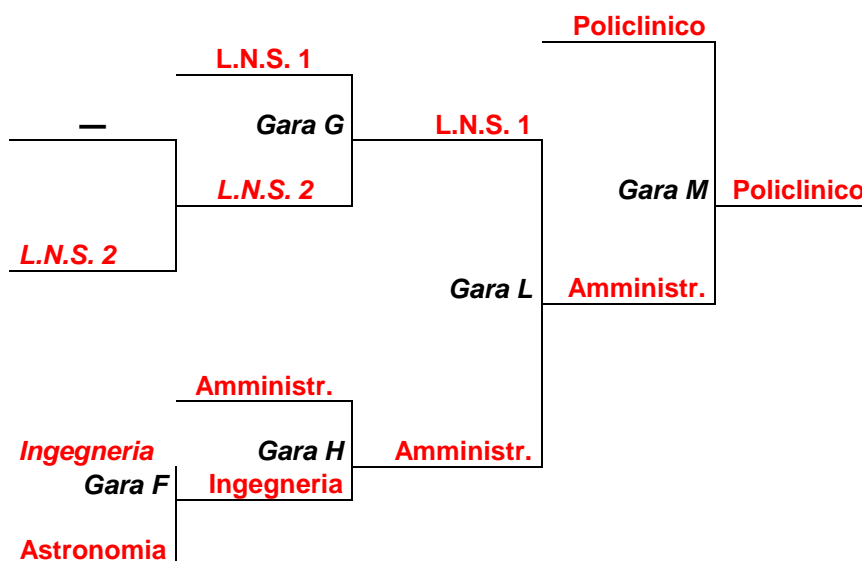 Policlinico
L.N.S. 1
—
Gara G
L.N.S. 1
L.N.S. 2
Gara M
Policlinico
L.N.S. 2
Gara L
Amministr.
Amministr.
Ingegneria
Gara H
Amministr.
Gara F
Ingegneria
Astronomia